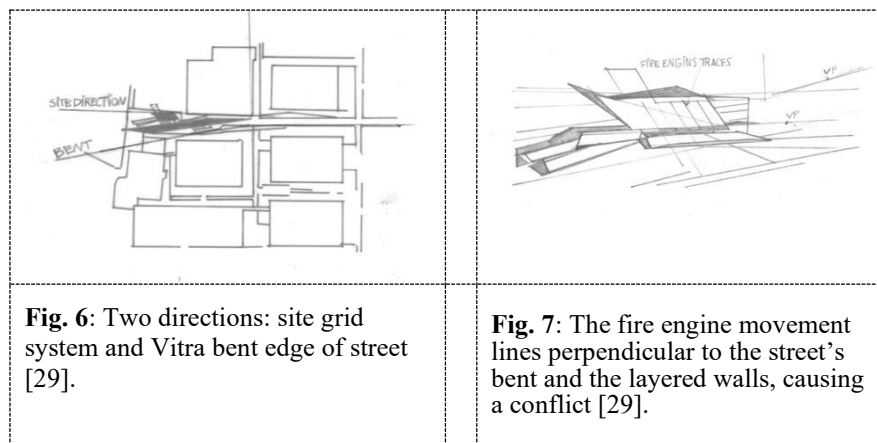 SITE DIRECTION
BENT
FIRE ENGINS TRACES
VP
VP
Fig. 6: Two directions: site grid
system and Vitra bent edge of street
[29].
Fig. 7: The fire engine movement
lines perpendicular to the street’s
bent and the layered walls, causing
a conflict [29].